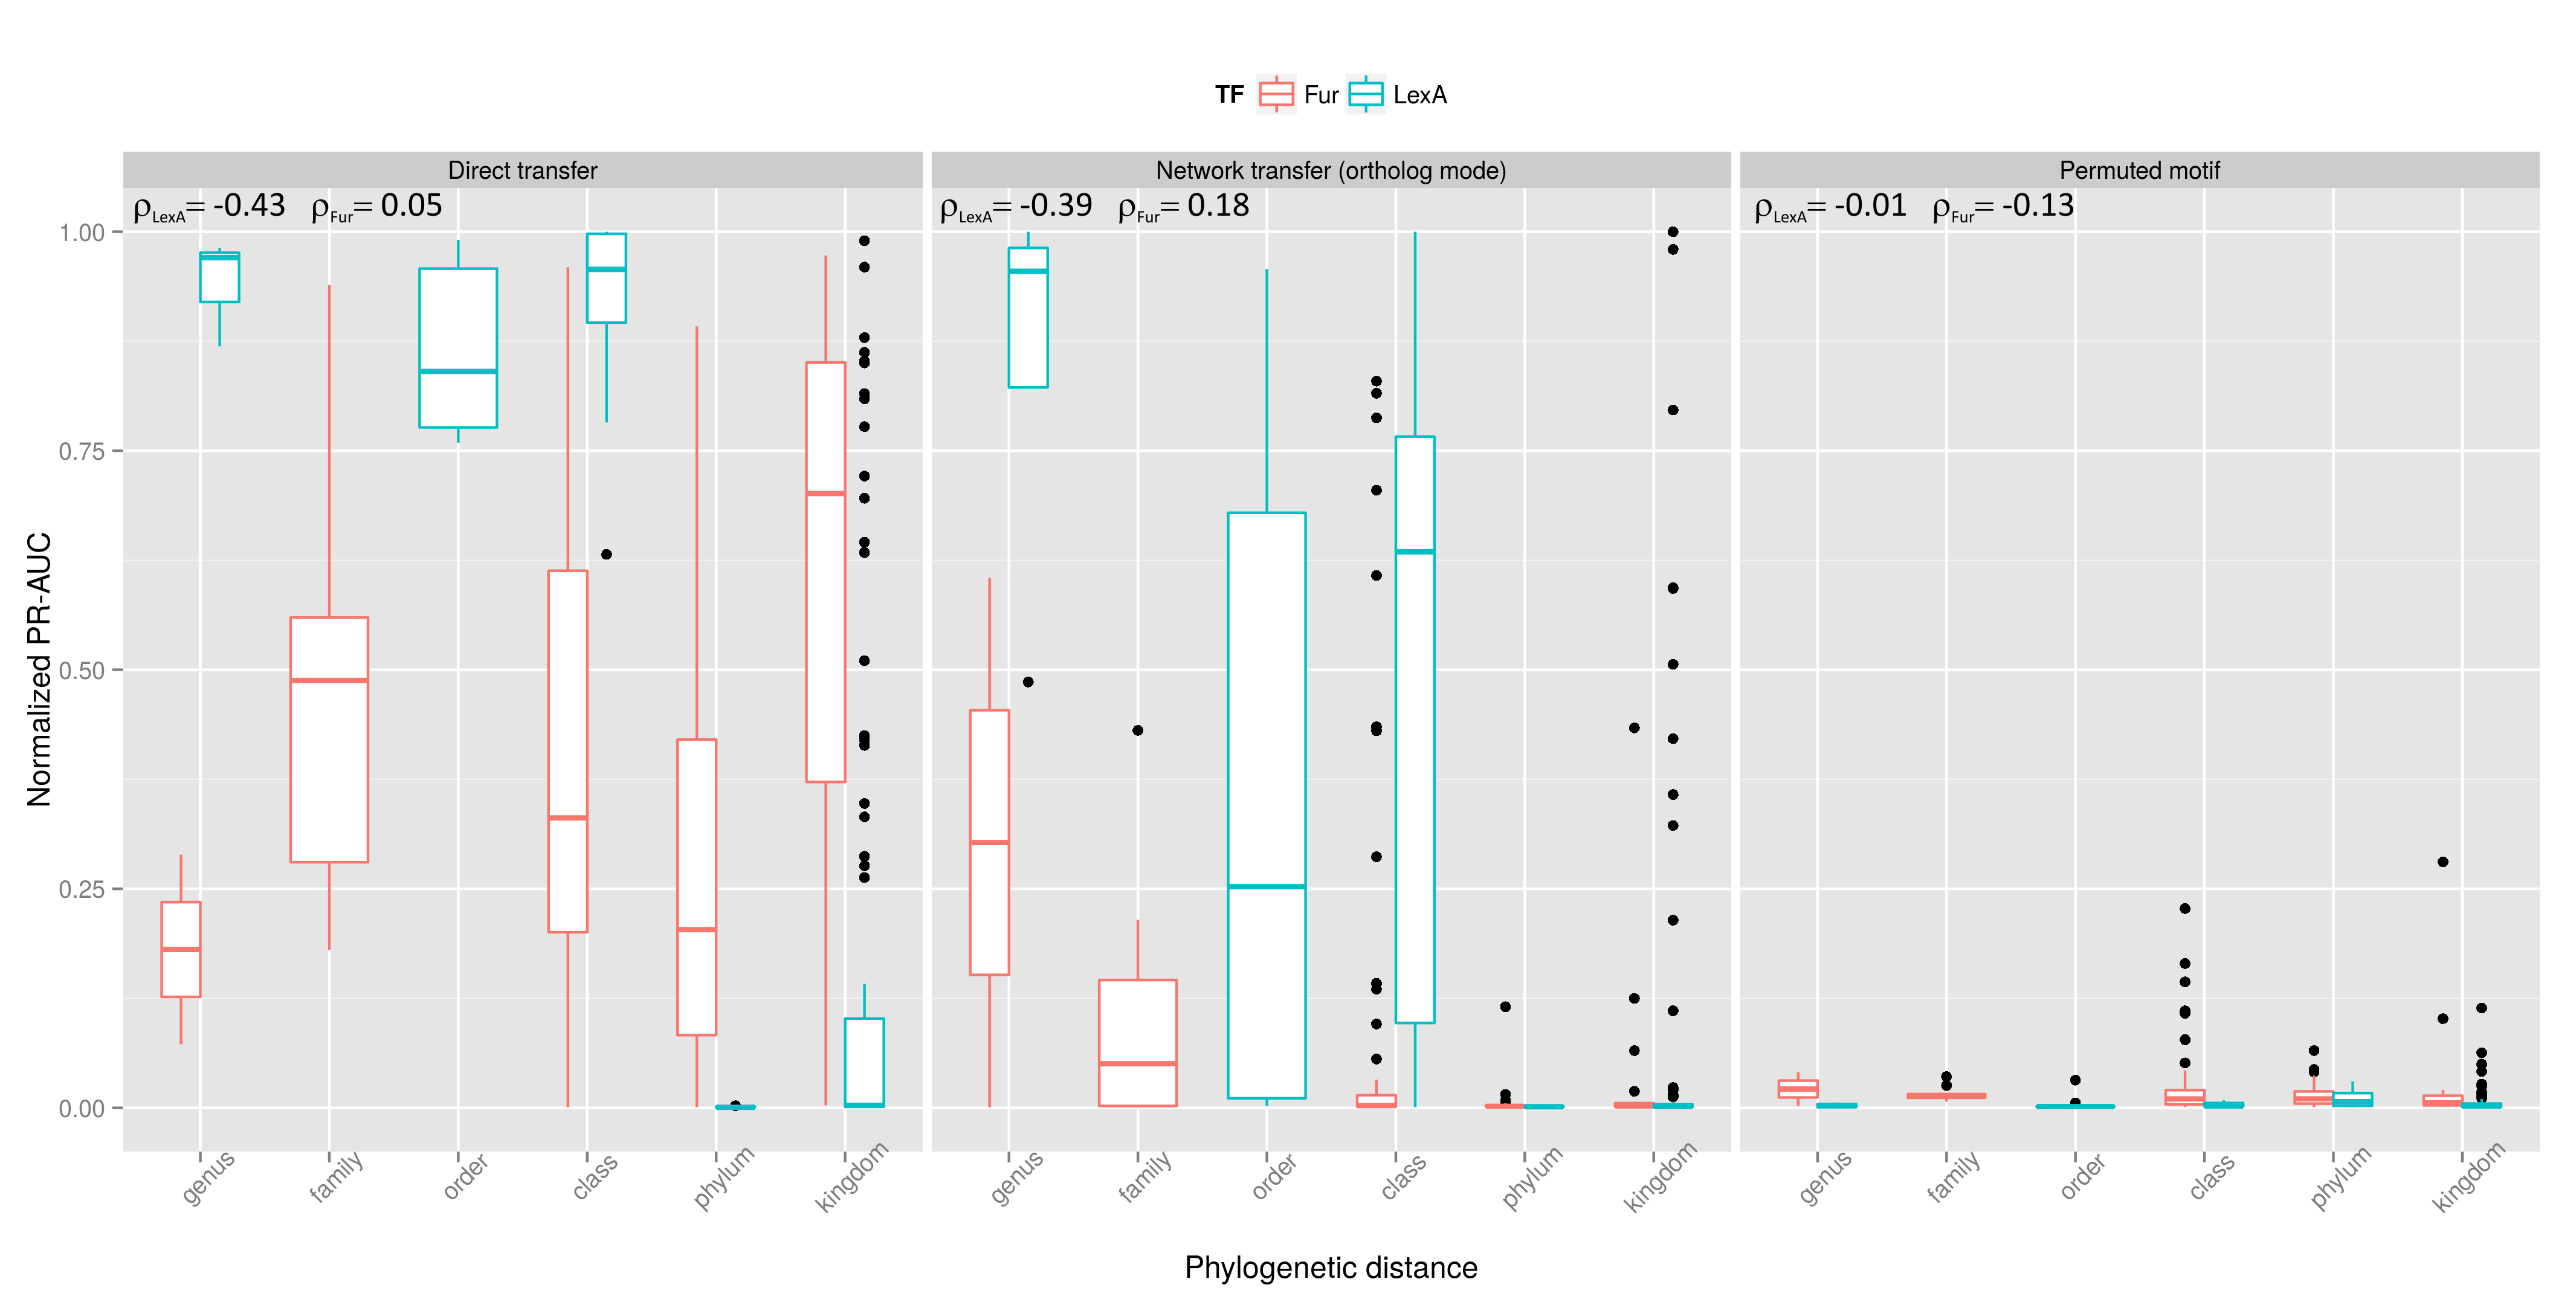 TF Fur LexA
Direct transfer Network transfer (ortholog mode) Permuted motif
ρLexA= -0.43 ρFur= 0.05 ρLexA= -0.39 ρFur= 0.18 ρLexA= -0.01 ρFur= -0.13
1.00
0.75
0.50
0.25
0.00
Normalized PR-AUC
genus family order class phylum kingdom genus family order class phylum kingdom genus family order class phylum kingdom
Phylogenetic distance